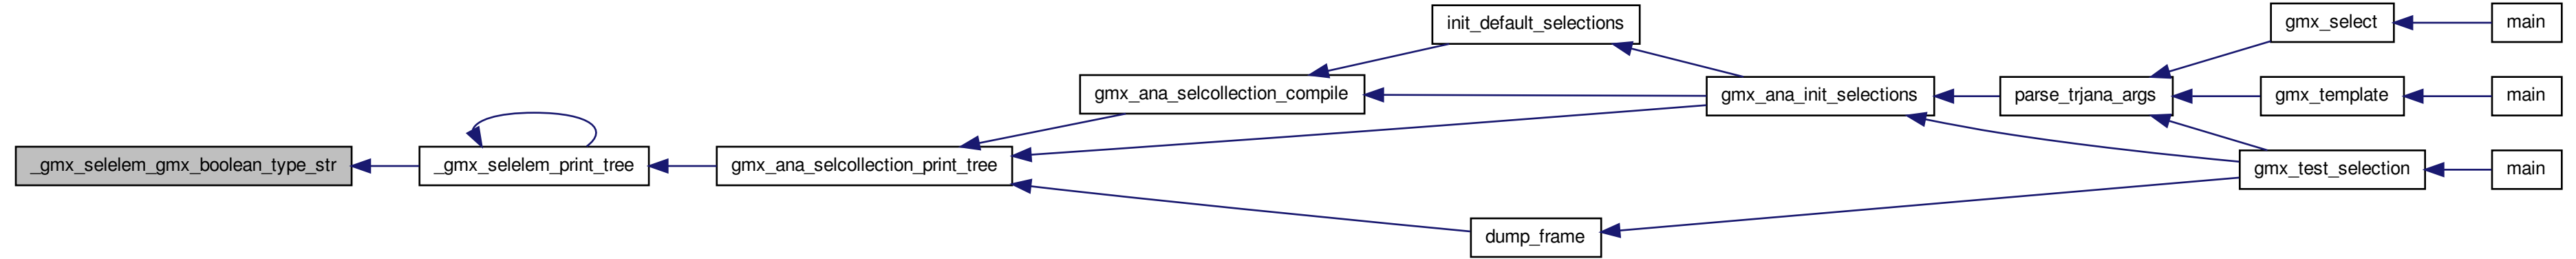 _gmx_selelem_gmx_boolean_type_str
_gmx_selelem_print_tree
gmx_ana_selcollection_print_tree
gmx_ana_selcollection_compile
init_default_selections
gmx_ana_init_selections
dump_frame
parse_trjana_args
gmx_select
main
gmx_template
main
gmx_test_selection
main